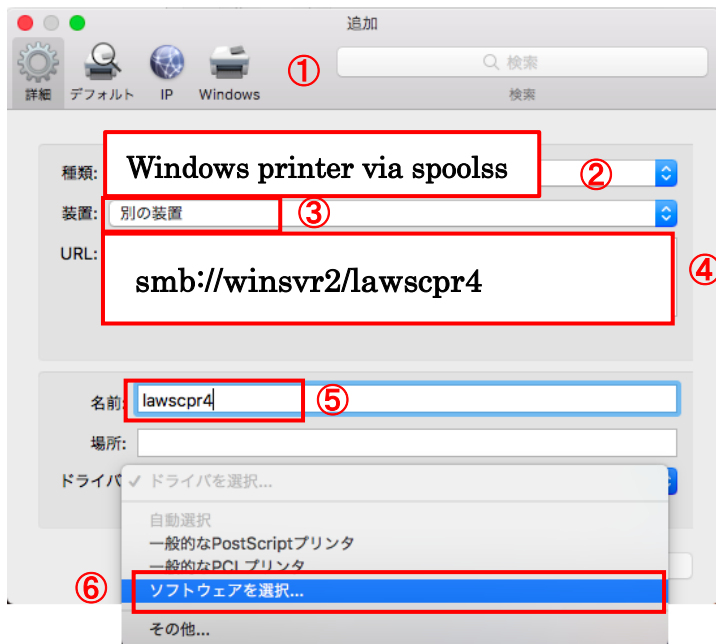 追加
検索
詳細 デフォルト IP Windows ① 検索
種類: Windows printer via spoolss ②
装置: 別の装置 ③
URL: smb://winsvr2/lawscpr4 ④
名前: lawscpr4 ⑤
場所:
ドライバ ✓ ドライバを選択...
自動選択
一般的なPostScriptプリンタ
一般的なPCLプリンタ
⑥ ソフトウェアを選択...
その他...